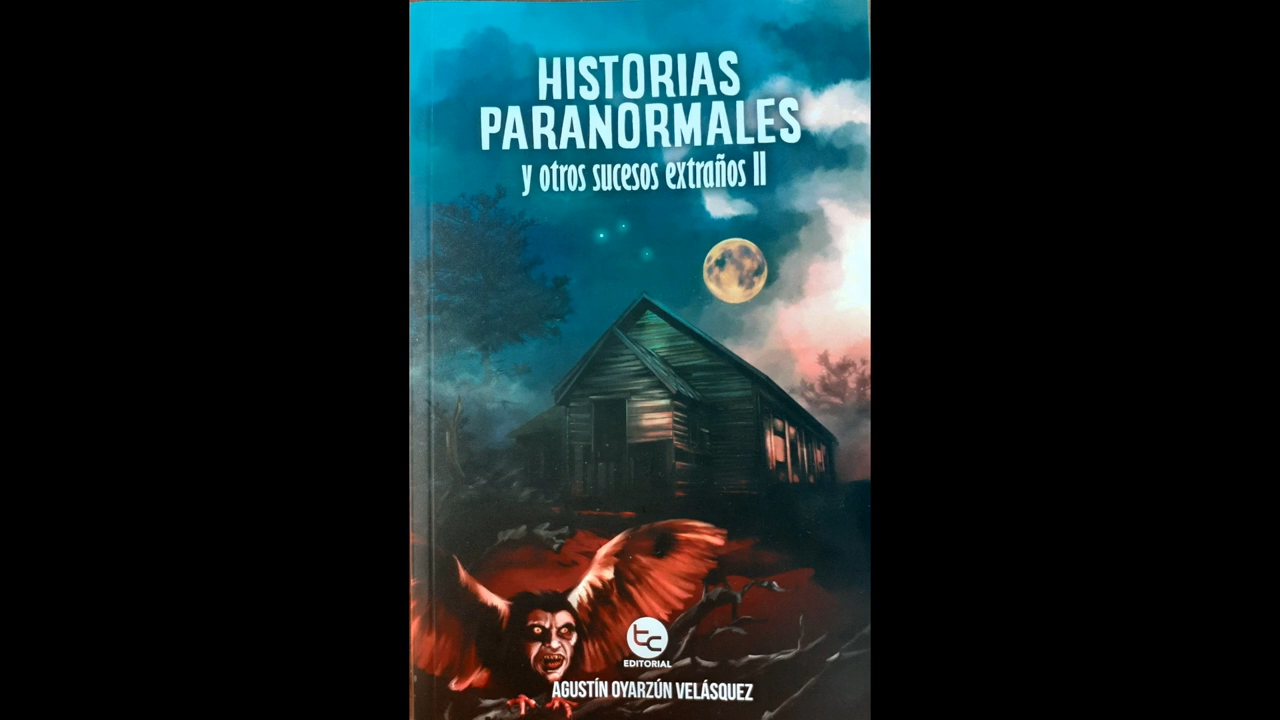 HISTORIAS
PARANORMALES
y otros sucesos extraños II
tc
EDITORIAL
AGUSTÍN OYARZÚN VELÁSQUEZ